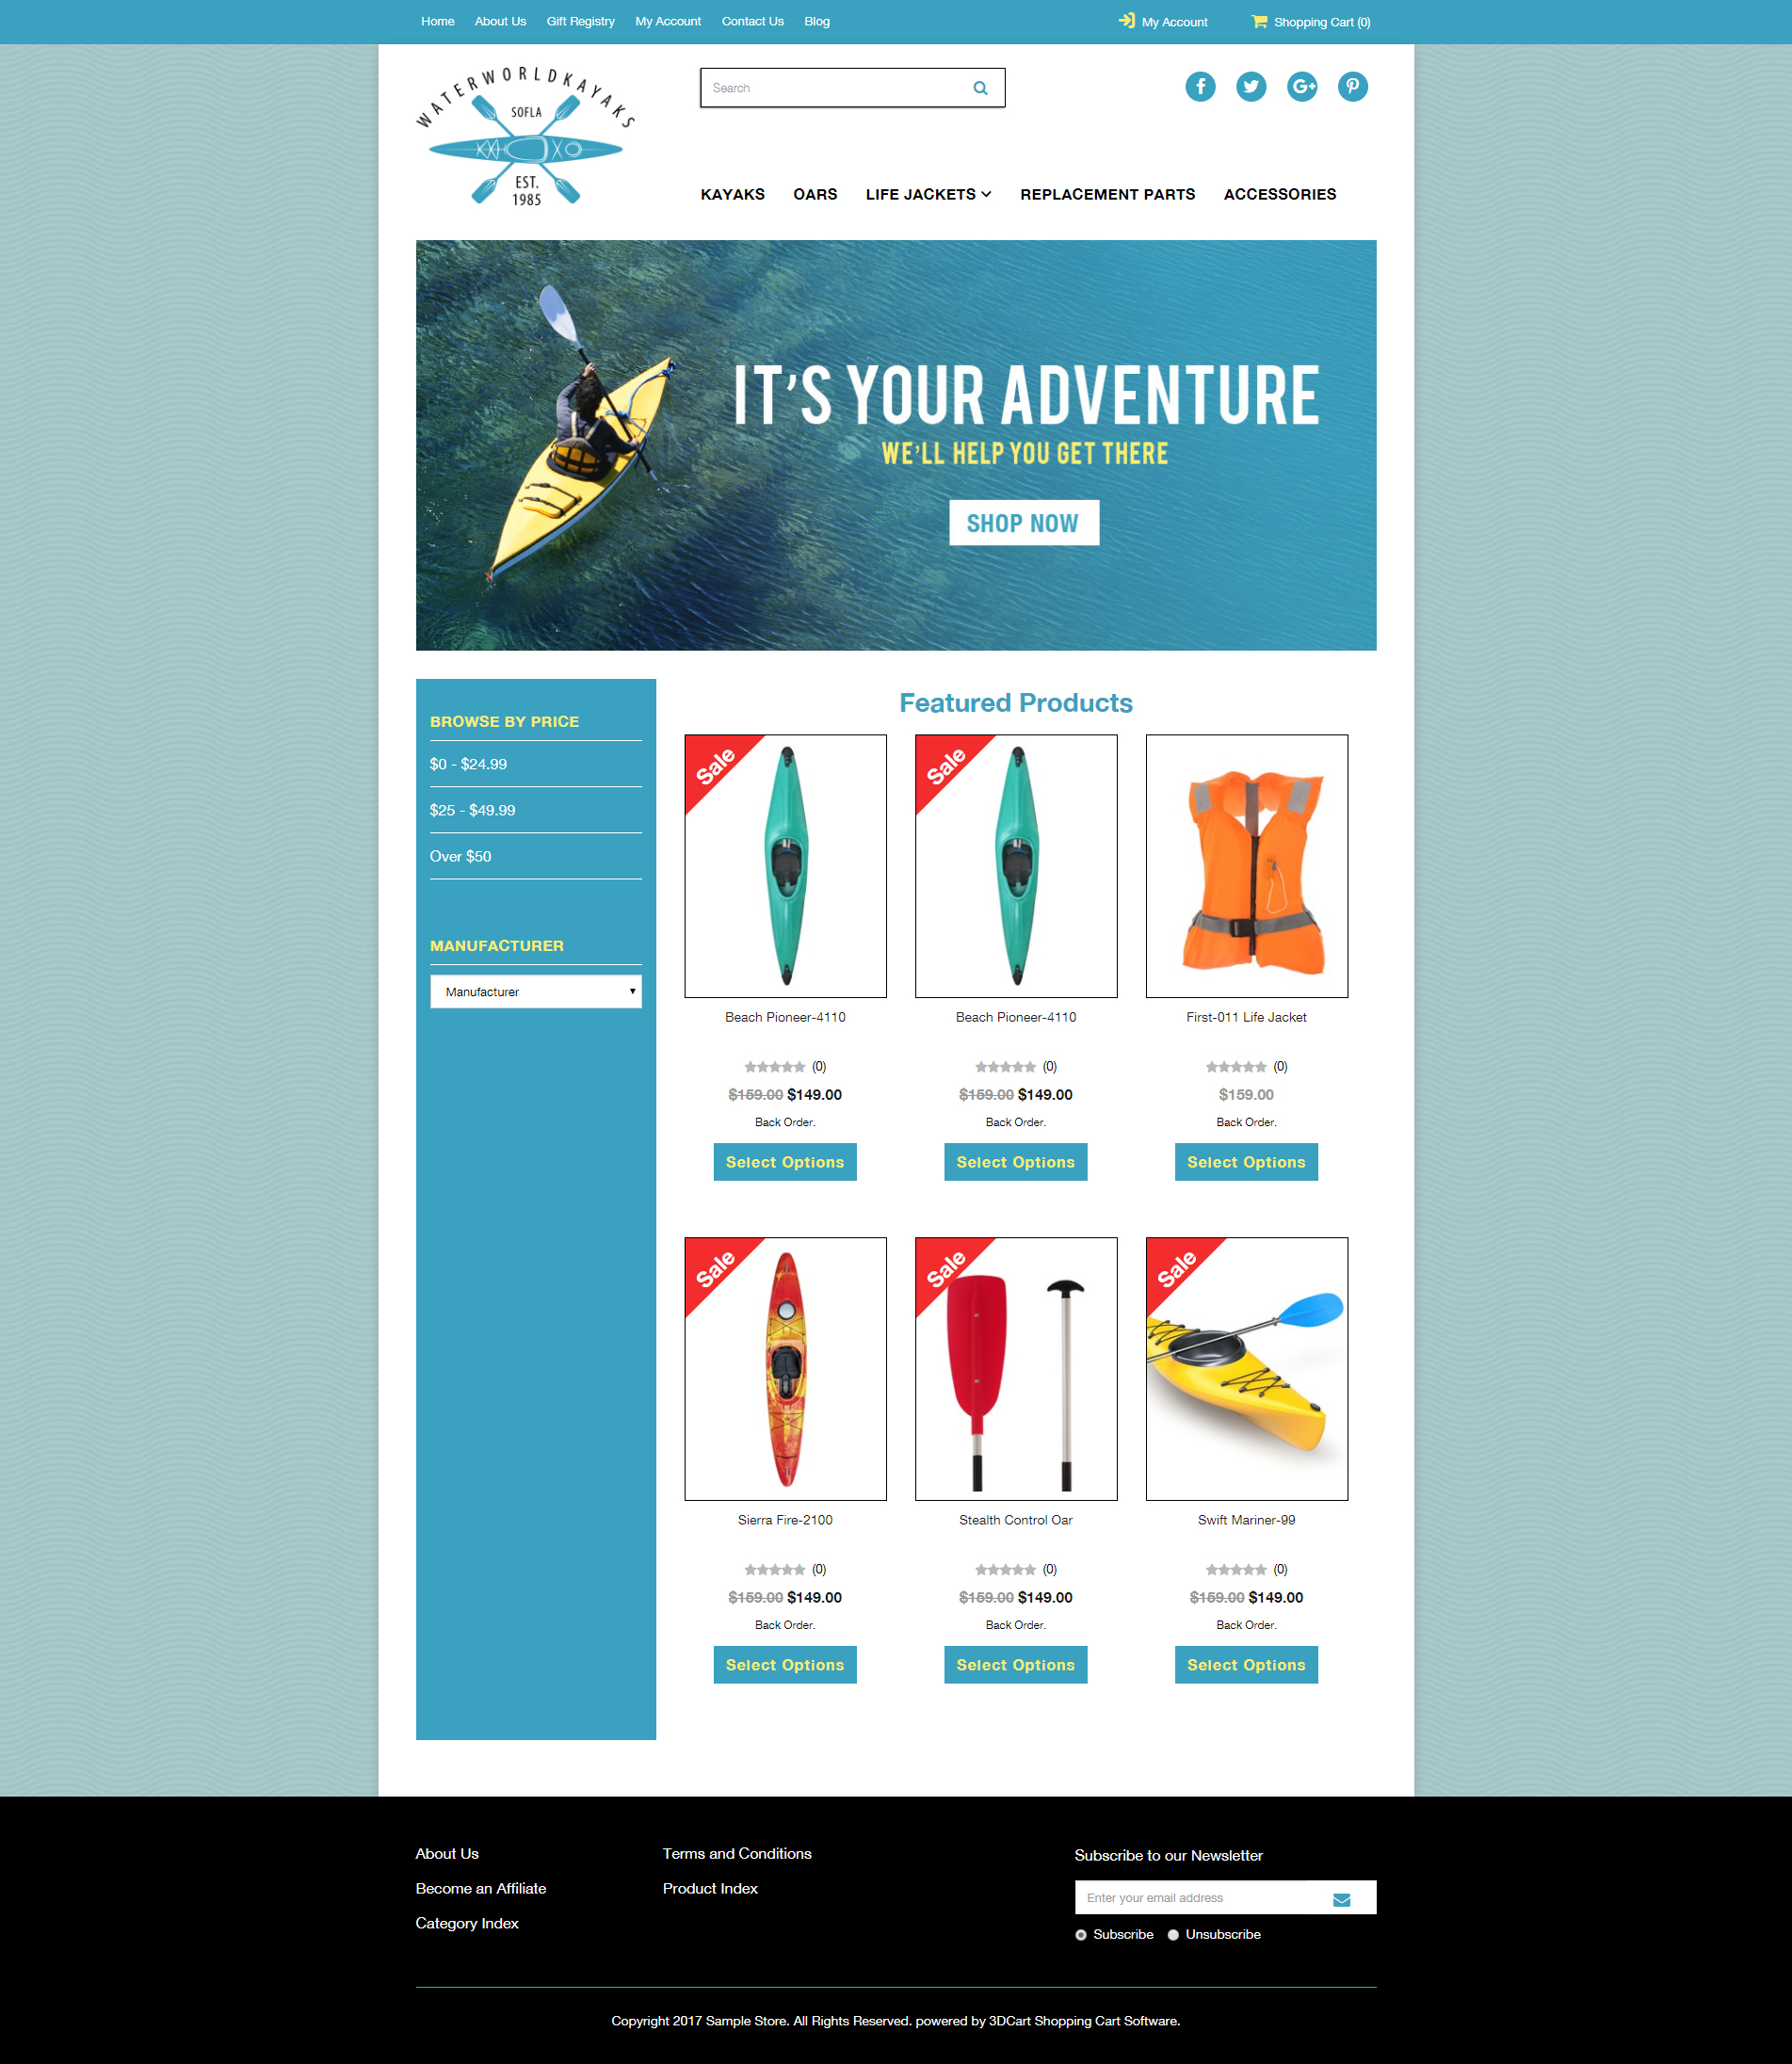 Home About Us Gift Registry My Account Contact Us Blog My Account Shopping Cart (0)
WATERWORLDKAYAKS
SOFLA
EST.
1985
Search
KAYAKS OARS LIFE JACKETS REPLACEMENT PARTS ACCESSORIES
IT'S YOUR ADVENTURE
WE'LL HELP YOU GET THERE
SHOP NOW
BROWSE BY PRICE
$0 - $24.99
$25 - $49.99
Over $50
MANUFACTURER
Manufacturer
Featured Products
Sale Sale
Beach Pioneer-4110 Beach Pioneer-4110 First-011 Life Jacket
(0) (0) (0)
$159.00 $149.00 $159.00 $149.00 $159.00
Back Order. Back Order. Back Order.
Select Options Select Options Select Options
Sale Sale Sale
Sierra Fire-2100 Stealth Control Oar Swift Mariner-99
(0) (0) (0)
$159.00 $149.00 $159.00 $149.00 $159.00 $149.00
Back Order. Back Order. Back Order.
Select Options Select Options Select Options
About Us
Become an Affiliate
Category Index
Terms and Conditions
Product Index
Subscribe to our Newsletter
Enter your email address
Subscribe Unsubscribe
Copyright 2017 Sample Store. All Rights Reserved. powered by 3DCart Shopping Cart Software.